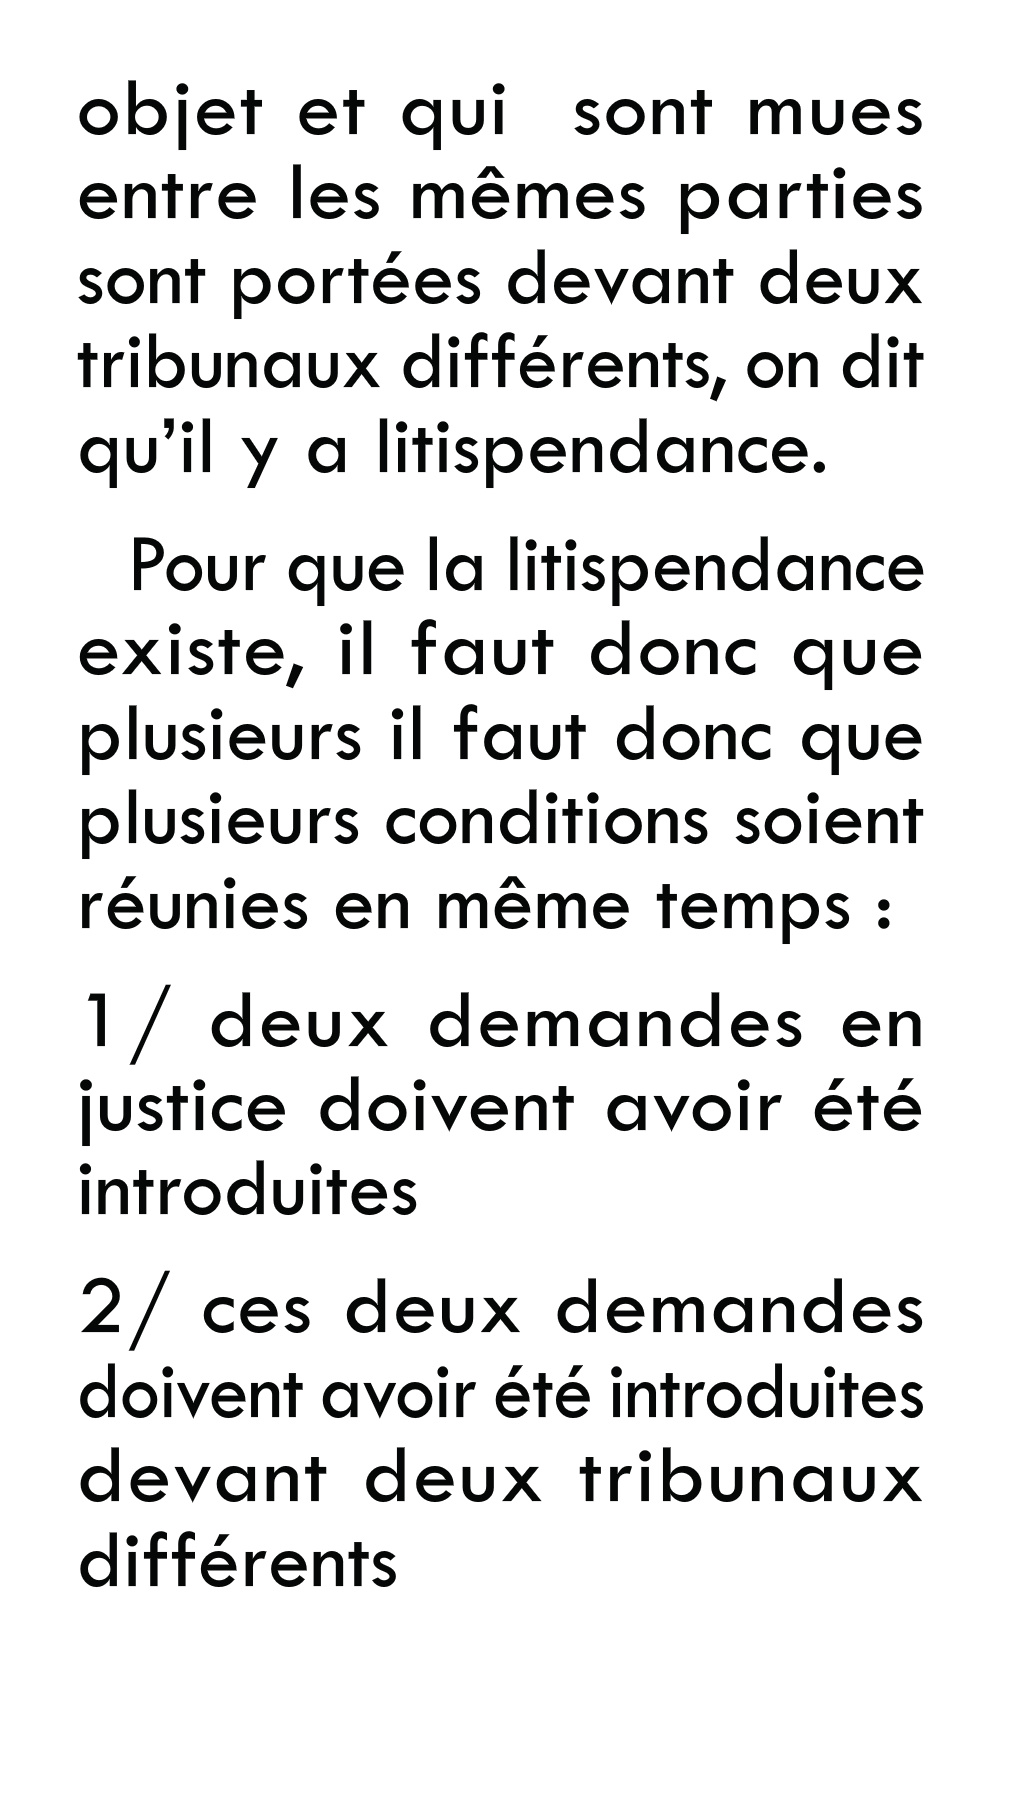 objet et qui sont mues
entre les mêmes parties
sont portées devant deux
tribunaux différents, on dit
qu’il y a litispendance.
Pour que la litispendance
existe, il faut donc que
plusieurs il faut donc que
plusieurs conditions soient
réunies en même temps :
1/ deux demandes en
justice doivent avoir été
introduites
2/ ces deux demandes
doivent avoir été introduites
devant deux tribunaux
différents